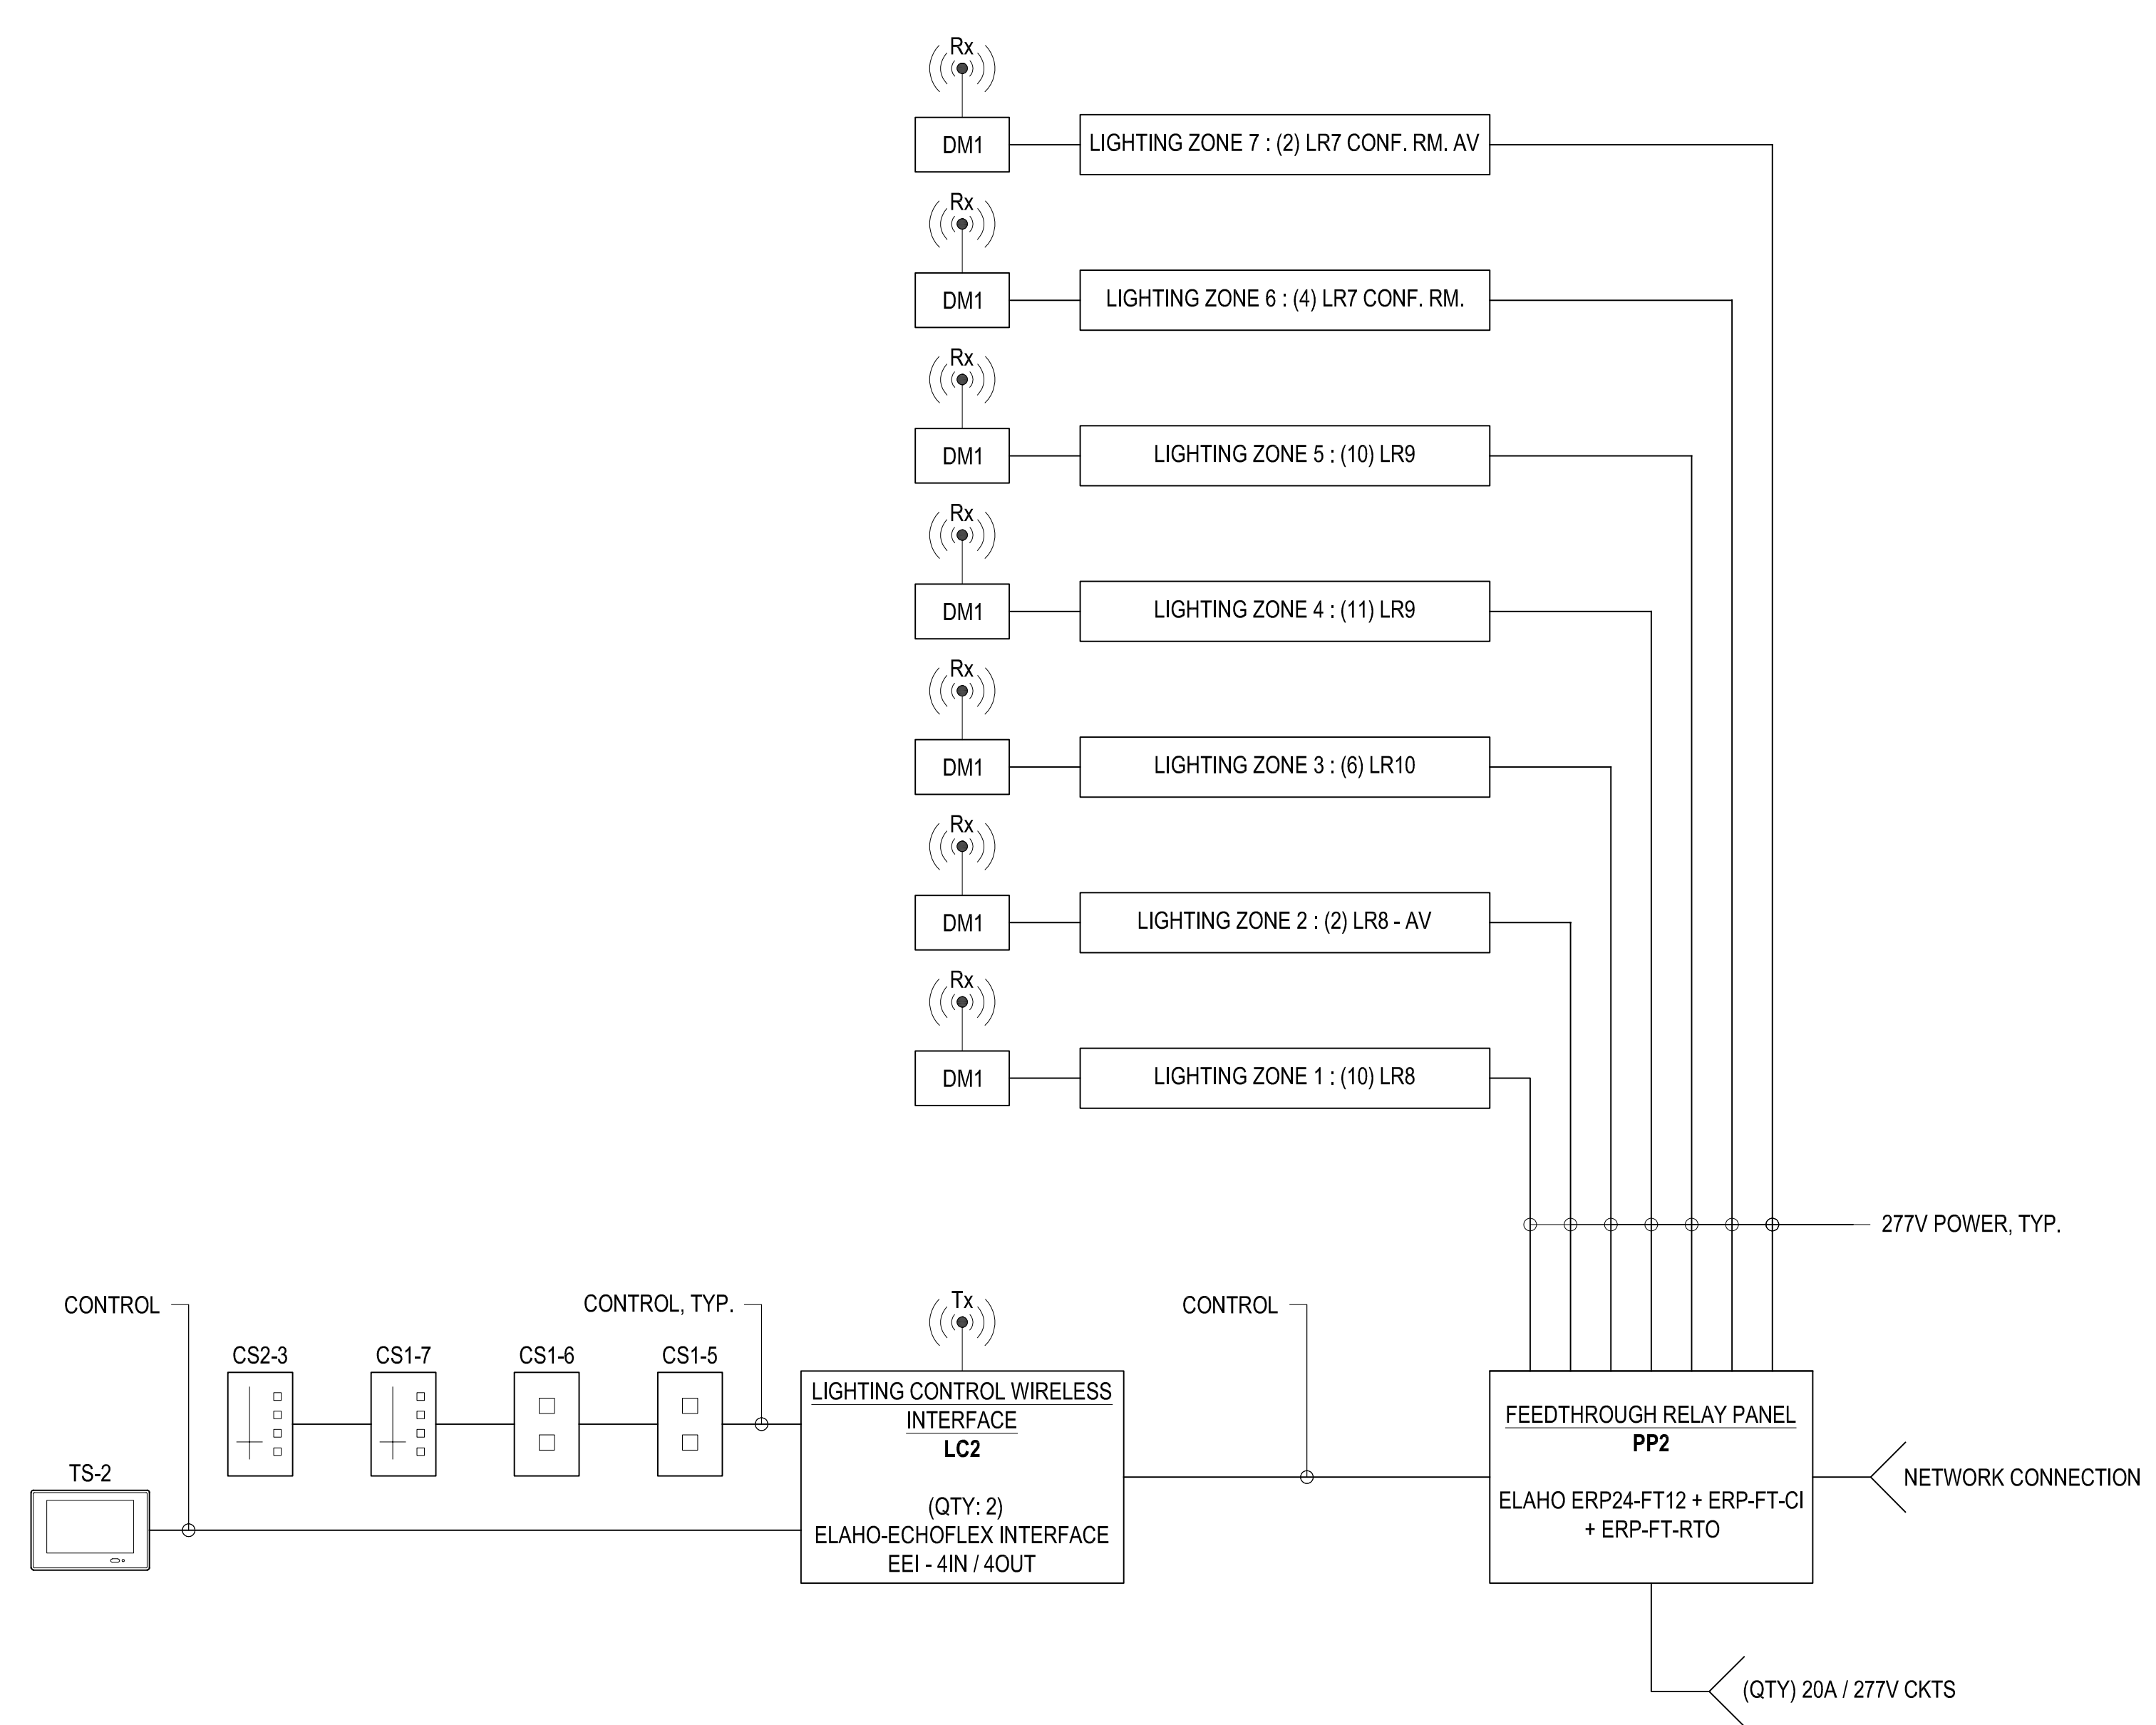 Rx
DM1
LIGHTING ZONE 7 : (2) LR7 CONF. RM. AV
Rx
DM1
LIGHTING ZONE 6 : (4) LR7 CONF. RM.
Rx
DM1
LIGHTING ZONE 5 : (10) LR9
Rx
DM1
LIGHTING ZONE 4 : (11) LR9
Rx
DM1
LIGHTING ZONE 3 : (6) LR10
Rx
DM1
LIGHTING ZONE 2 : (2) LR8 - AV
Rx
DM1
LIGHTING ZONE 1 : (10) LR8
277V POWER, TYP.
CONTROL
CONTROL, TYP.
Tx
CONTROL
CS2-3
CS1-7
CS1-6
CS1-5
TS-2
LIGHTING CONTROL WIRELESS
INTERFACE
LC2
(QTY: 2)
ELAHO-ECHOFLEX INTERFACE
EEI - 4IN / 4OUT
FEEDTHROUGH RELAY PANEL
PP2
ELAHO ERP24-FT12 + ERP-FT-CI
+ ERP-FT-RTO
NETWORK CONNECTION
(QTY) 20A / 277V CKTS